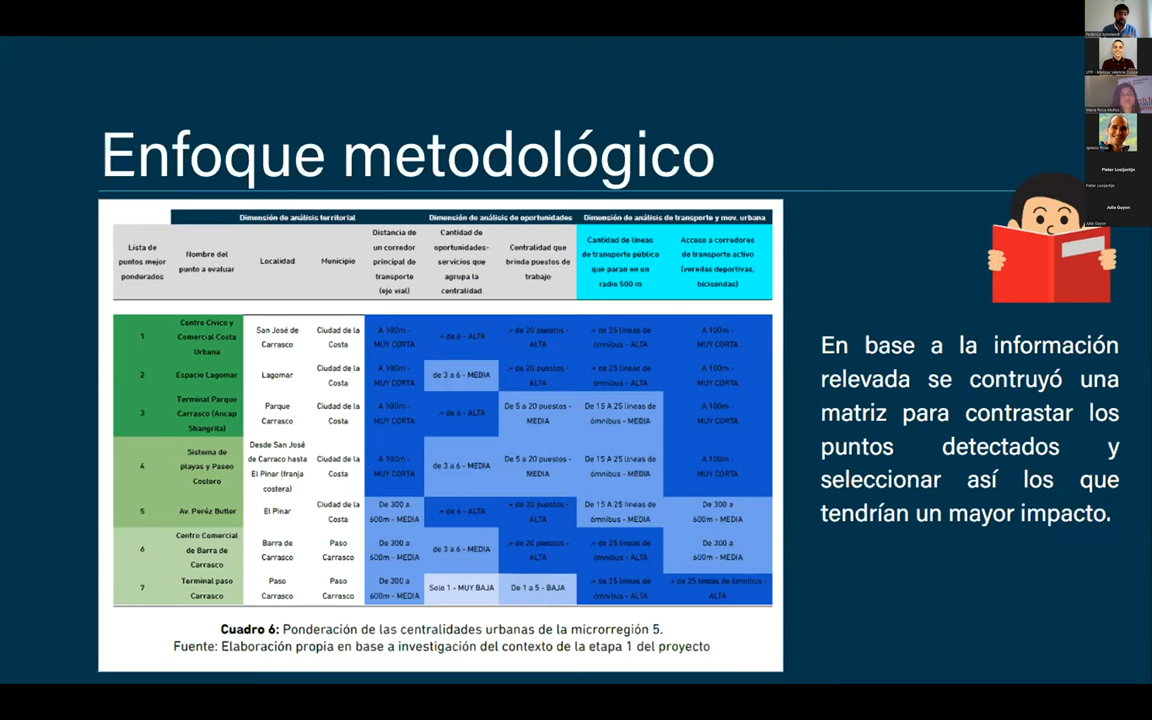 Enfoque metodológico
Dimensión de análisis territorial
Dimensión de análisis de oportunidades
Dimensión de análisis de transporte y mov. urbana
Lista de puntos mejor ponderados
Nombre del punto a evaluar
Localidad
Municipio
Distancia de un corredor principal de transporte (eje vial)
Cantidad de oportunidades-servicios que agrupa la centralidad
Centralidad que brinda puestos de trabajo
Cantidad de líneas de transporte público que paran en un radio 500 m
Acceso a corredores de transporte activo (veredas deportivas, bicisendas)
1 Centro Cívico y Comercial Costa Urbana San José de Carrasco Ciudad de la Costa A 100m - MUY CORTA .+ de 6 - ALTA .+ de 20 puestos - ALTA .+ de 25 líneas de ómnibus - ALTA A 100m - MUY CORTA
2 Espacio Lagomar Lagomar Ciudad de la Costa A 100m - MUY CORTA de 3 a 6 - MEDIA .+ de 20 puestos - ALTA .+ de 25 líneas de ómnibus - ALTA A 100m - MUY CORTA
3 Terminal Parque Carrasco (Ancap Shangrila) Parque Carrasco Ciudad de la Costa A 100m - MUY CORTA .+ de 6 - ALTA De 5 a 20 puestos - MEDIA De 15 A 25 líneas de ómnibus - MEDIA A 100m - MUY CORTA
4 Sistema de playas y Paseo Costero Desde San José de Carraco hasta El Pinar (franja costera) Ciudad de la Costa A 100m - MUY CORTA de 3 a 6 - MEDIA De 5 a 20 puestos - MEDIA De 15 A 25 líneas de ómnibus - MEDIA A 100m - MUY CORTA
5 Av. Peréz Butler El Pinar Ciudad de la Costa De 300 a 600m - MEDIA .+ de 6 - ALTA .+ de 20 puestos - ALTA De 15 A 25 líneas de ómnibus - MEDIA De 300 a 600m - MEDIA
6 Centro Comercial de Barra de Carrasco Barra de Carrasco Paso Carrasco De 300 a 600m - MEDIA de 3 a 6 - MEDIA .+ de 20 puestos - ALTA .+ de 25 líneas de ómnibus - ALTA De 300 a 600m - MEDIA
7 Terminal paso Carrasco Paso Carrasco Paso Carrasco De 300 a 600m - MEDIA Solo 1 - MUY BAJA De 1 a 5 - BAJA .+ de 25 líneas de ómnibus - ALTA .+ de 25 líneas de ómnibus - ALTA
Cuadro 6: Ponderación de las centralidades urbanas de la microrregión 5.
Fuente: Elaboración propia en base a investigación del contexto de la etapa 1 del proyecto
En base a la información
relevada se contruyó una
matriz para contrastar los
puntos detectados y
seleccionar así los que
tendrían un mayor impacto.
Pieter Looijestijn
Pieter Looijestijn
Julia Goyon
Julia Goyon